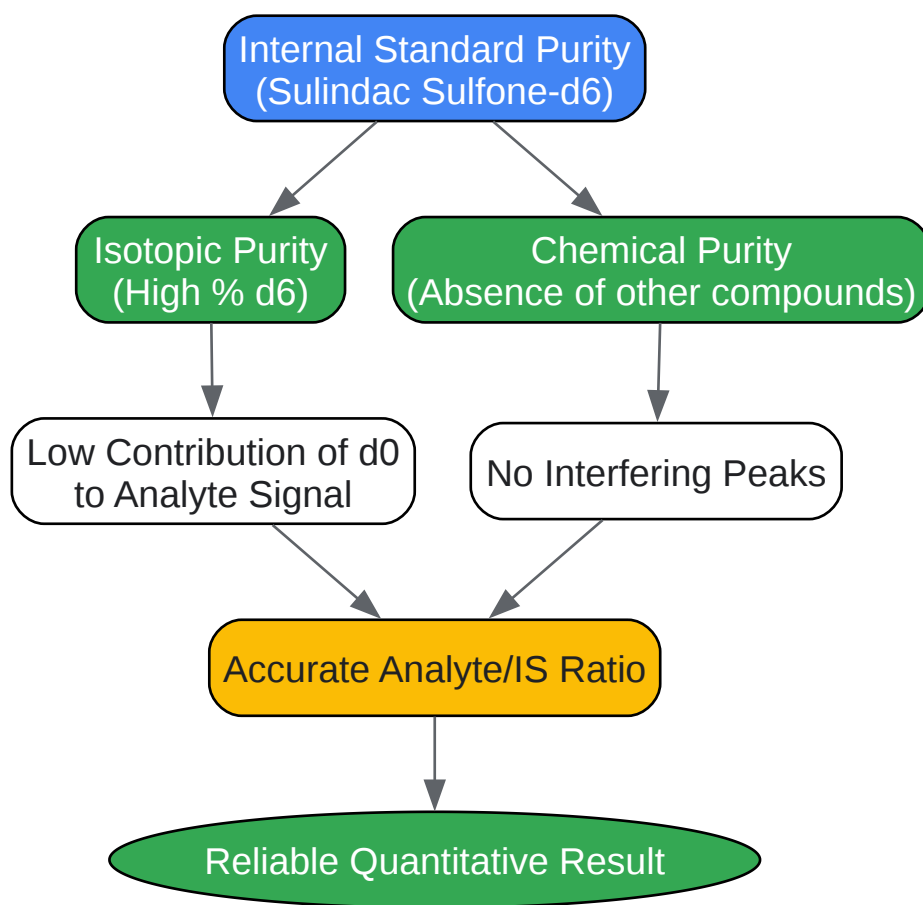 Internal Standard Purity
(Sulindac Sulfone-d6)
Isotopic Purity
(High % d6)
Chemical Purity
(Absence of other compounds)
Low Contribution of d0
to Analyte Signal
No Interfering Peaks
Accurate Analyte/IS Ratio
Reliable Quantitative Result